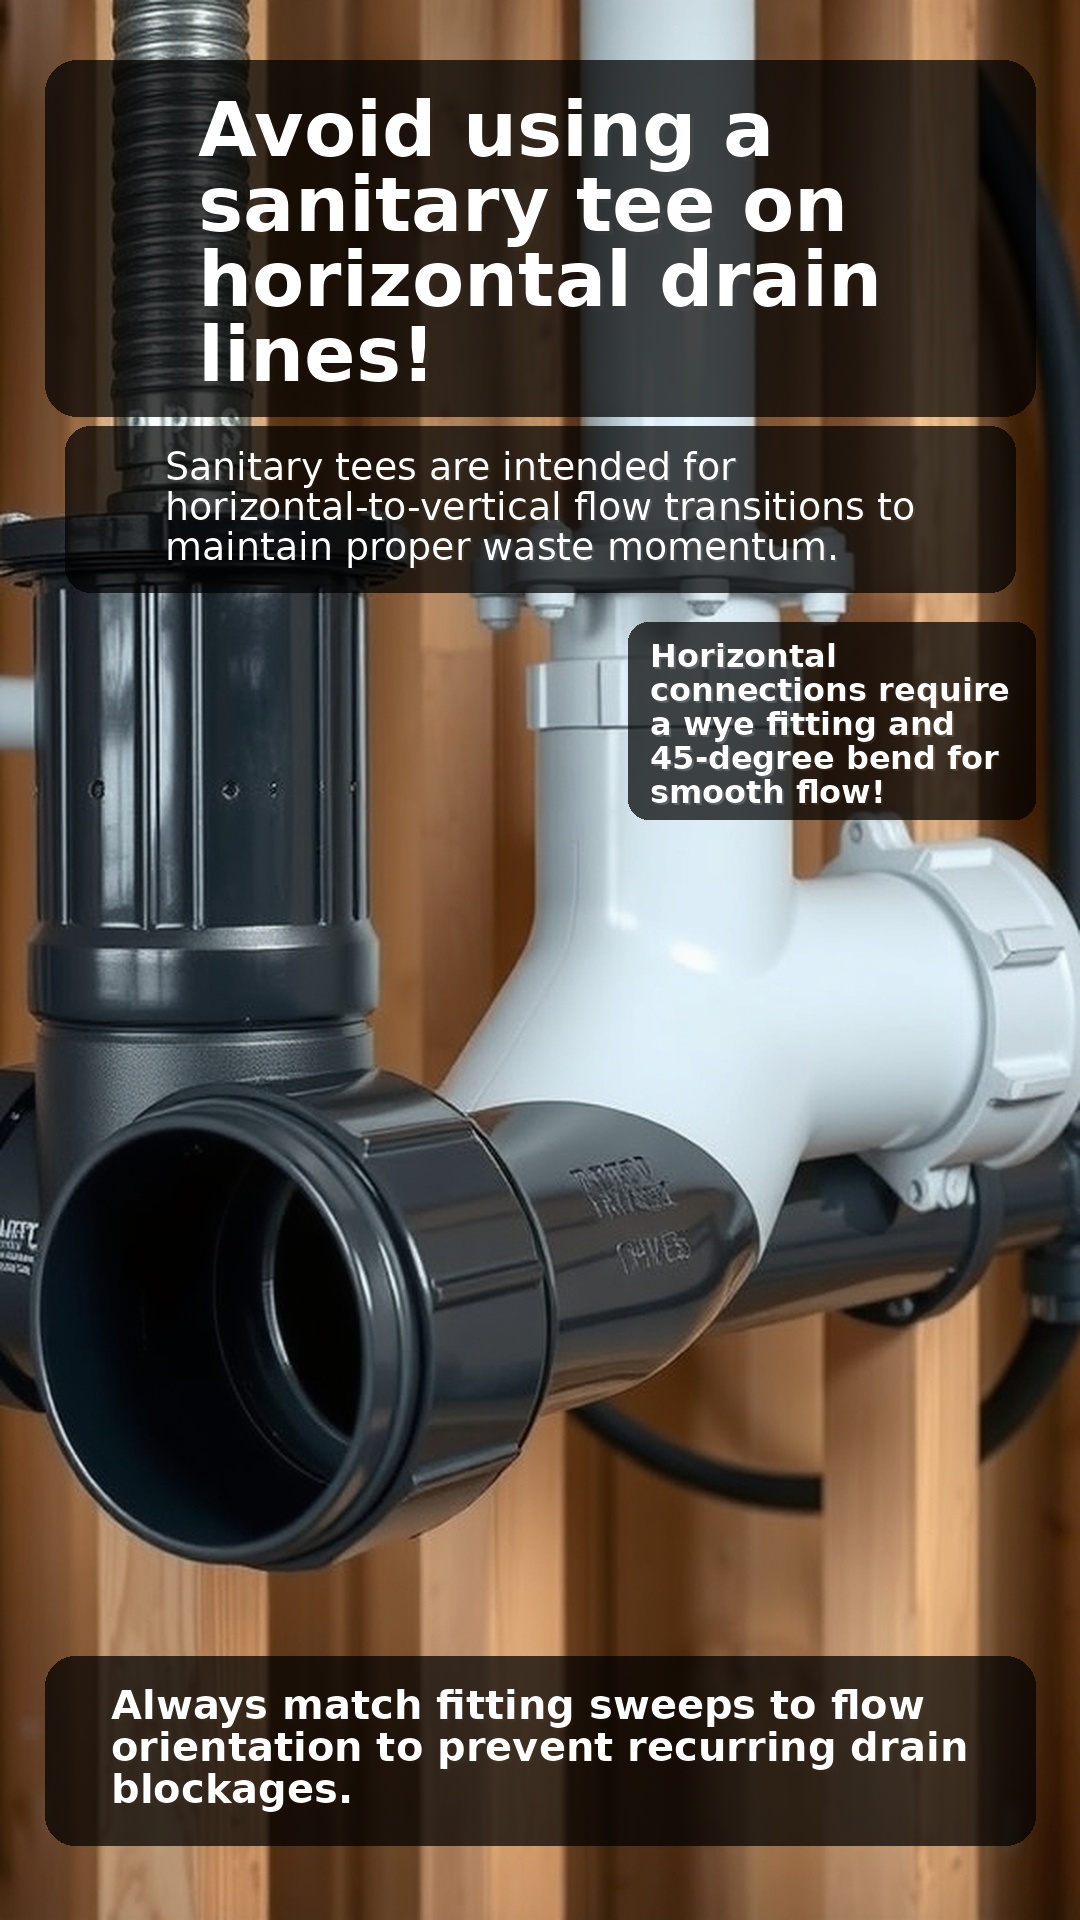 Avoid using a
sanitary tee on
horizontal drain
lines!
Sanitary tees are intended for
horizontal-to-vertical flow transitions to
maintain proper waste momentum.
Horizontal
connections require
a wye fitting and
45-degree bend for
smooth flow!
Always match fitting sweeps to flow
orientation to prevent recurring drain
blockages.